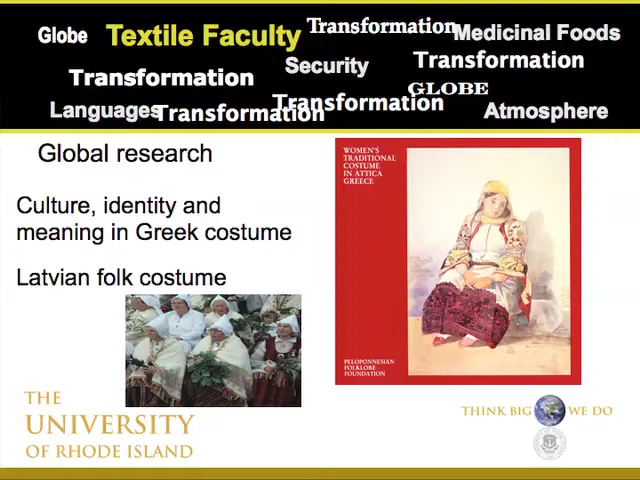 Globe
Textile Faculty
Transformation
Medicinal Foods
Transformation
Security
Transformation
GLOBE
Languages
Transformation
Transformation
Atmosphere
Global research
Culture, identity and
meaning in Greek costume
Latvian folk costume
WOMEN'S
TRADITIONAL
COSTUME
IN ATTICA
GREECE
PELOPONNESIAN
FOLKLORE
FOUNDATION
THE
UNIVERSITY
OF RHODE ISLAND
THINK BIG WE DO